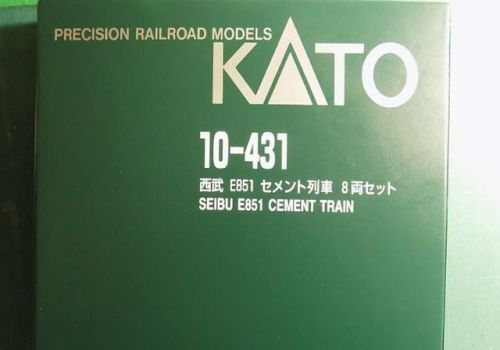 PRECISION RAILROAD MODELS
KATO
10-431
西武 E851 セメント列車 8両セット
SEIBU E851 CEMENT TRAIN